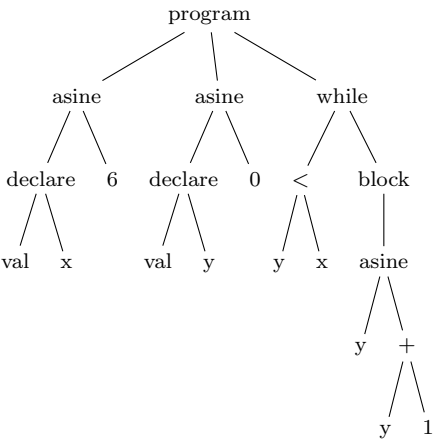 program
asine asine while
declare 6 declare 0 < block
val x val y y x asine
y +
y 1